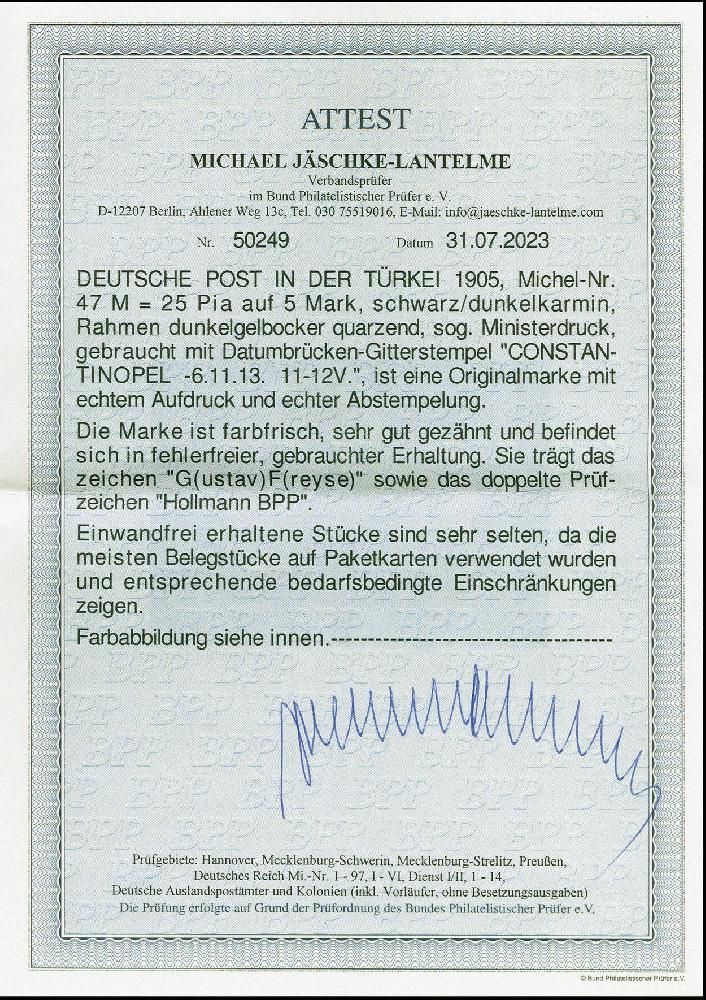 ATTEST
MICHAEL JÄSCHKE-LANTELME
Verbandsprüfer
im Bund Philatelistischer Prüfer e. V.
D-12207 Berlin, Ahlener Weg 13c, Tel. 030 75519016, E-Mail: info@jaeschke-lantelme.com
Nr. 50249 Datum 31.07.2023
DEUTSCHE POST IN DER TÜRKEI 1905, Michel-Nr.
47 M = 25 Pia auf 5 Mark, schwarz/dunkelkarmin,
Rahmen dunkelgelbocker quarzend, sog. Ministerdruck,
gebraucht mit Datumbrücken-Gitterstempel "CONSTAN-
TINOPEL -6.11.13. 11-12V.", ist eine Originalmarke mit
echtem Aufdruck und echter Abstempelung.
Die Marke ist farbfrisch, sehr gut gezähnt und befindet
sich in fehlerfreier, gebrauchter Erhaltung. Sie trägt das
zeichen "G(ustav)F(reyse)" sowie das doppelte Prüf-
zeichen "Hollmann BPP".
Einwandfrei erhaltene Stücke sind sehr selten, da die
meisten Belegstücke auf Paketkarten verwendet wurden
und entsprechende bedarfsbedingte Einschränkungen
zeigen.
Farbabbildung siehe innen.--------------------------------------
Prüfgebiete: Hannover, Mecklenburg-Schwerin, Mecklenburg-Strelitz, Preußen,
Deutsches Reich Mi.-Nr. 1 - 97, I - VI, Dienst I/II, 1 - 14,
Deutsche Auslandspostämter und Kolonien (inkl. Vorläufer, ohne Besetzungsausgaben)
Die Prüfung erfolgte auf Grund der Prüfordnung des Bundes Philatelistischer Prüfer e.V.
© Bund Philatelistischer Prüfer e.V.